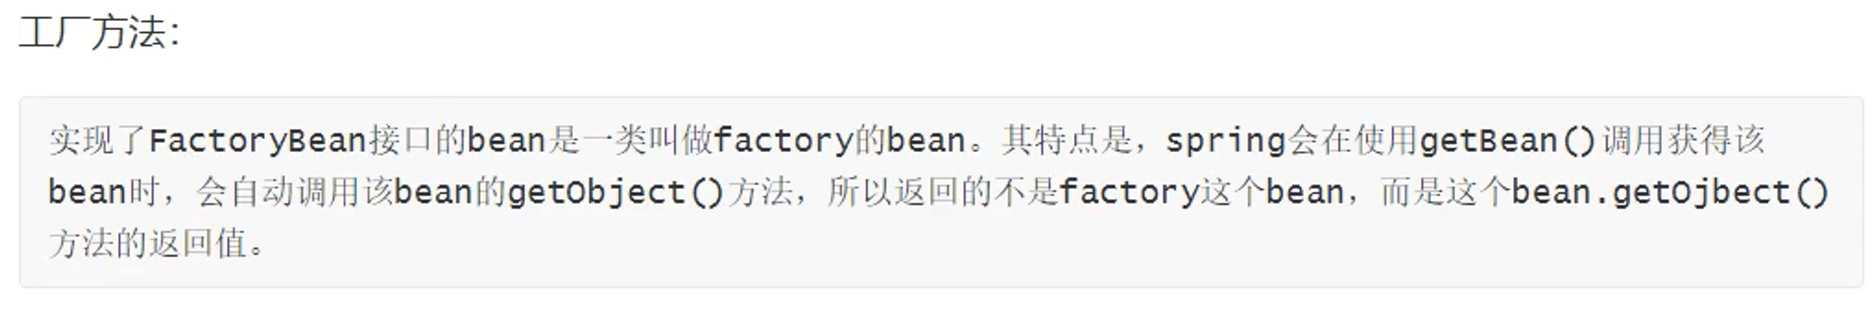 工厂方法：
实现了FactoryBean接口的bean是一类叫做factory的bean。其特点是，spring会在使用getBean()调用获得该
bean时，会自动调用该bean的getObject()方法，所以返回的不是factory这个bean，而是这个bean.getOjbect()
方法的返回值。